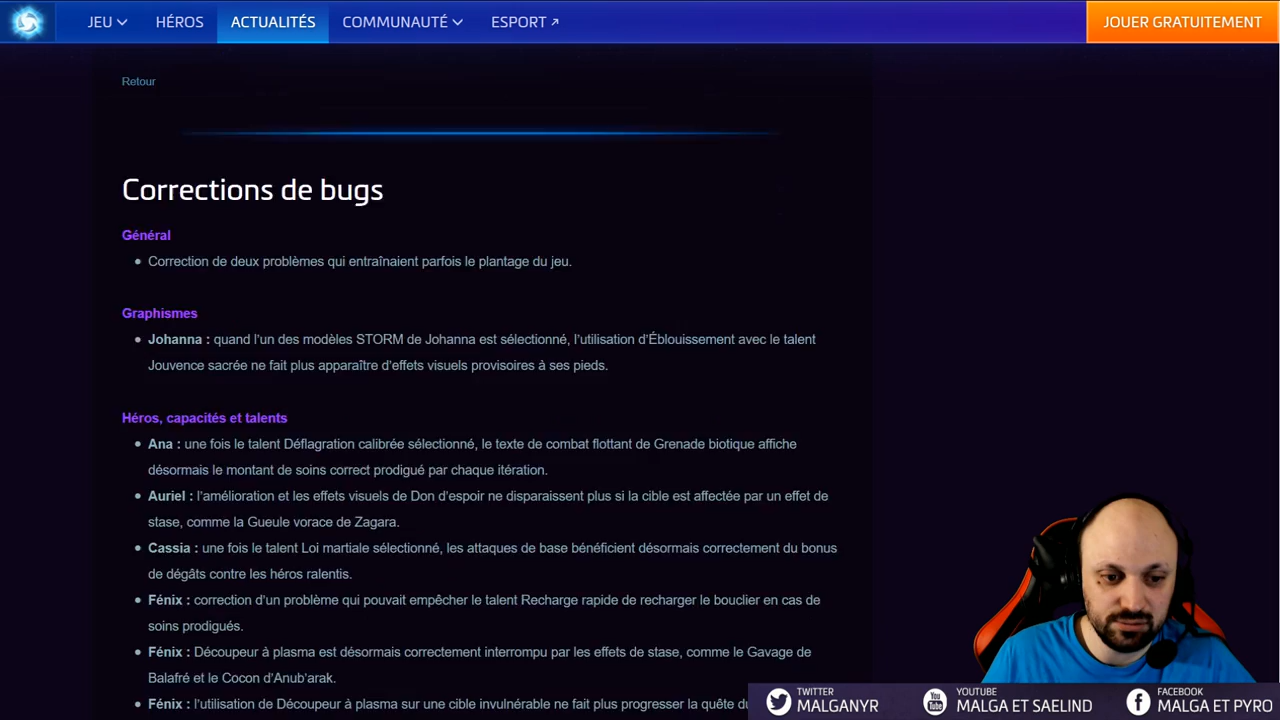 JEU HÉROS ACTUALITÉS COMMUNAUTÉ ESPORT JOUER GRATUITEMENT
Retour
Corrections de bugs
Général
Correction de deux problèmes qui entraînaient parfois le plantage du jeu.
Graphismes
Johanna : quand l'un des modèles STORM de Johanna est sélectionné, l'utilisation d'Éblouissement avec le talent
Jouvence sacrée ne fait plus apparaître d'effets visuels provisoires à ses pieds.
Héros, capacités et talents
Ana : une fois le talent Déflagration calibrée sélectionné, le texte de combat flottant de Grenade biotique affiche
désormais le montant de soins correct prodigué par chaque itération.
Auriel : l'amélioration et les effets visuels de Don d'espoir ne disparaissent plus si la cible est affectée par un effet de
stase, comme la Gueule vorace de Zagara.
Cassia : une fois le talent Loi martiale sélectionné, les attaques de base bénéficient désormais correctement du bonus
de dégâts contre les héros ralentis.
Fénix : correction d'un problème qui pouvait empêcher le talent Recharge rapide de recharger le bouclier en cas de
soins prodigués.
Fénix : Découpeur à plasma est désormais correctement interrompu par les effets de stase, comme le Gavage de
Balafré et le Cocon d'Anub'arak.
Fénix : l'utilisation de Découpeur à plasma sur une cible invulnérable ne fait plus progresser la quête du
TWITTER
MALGANYR
YOUTUBE
MALGA ET SAELIND
FACEBOOK
MALGA ET PYRO